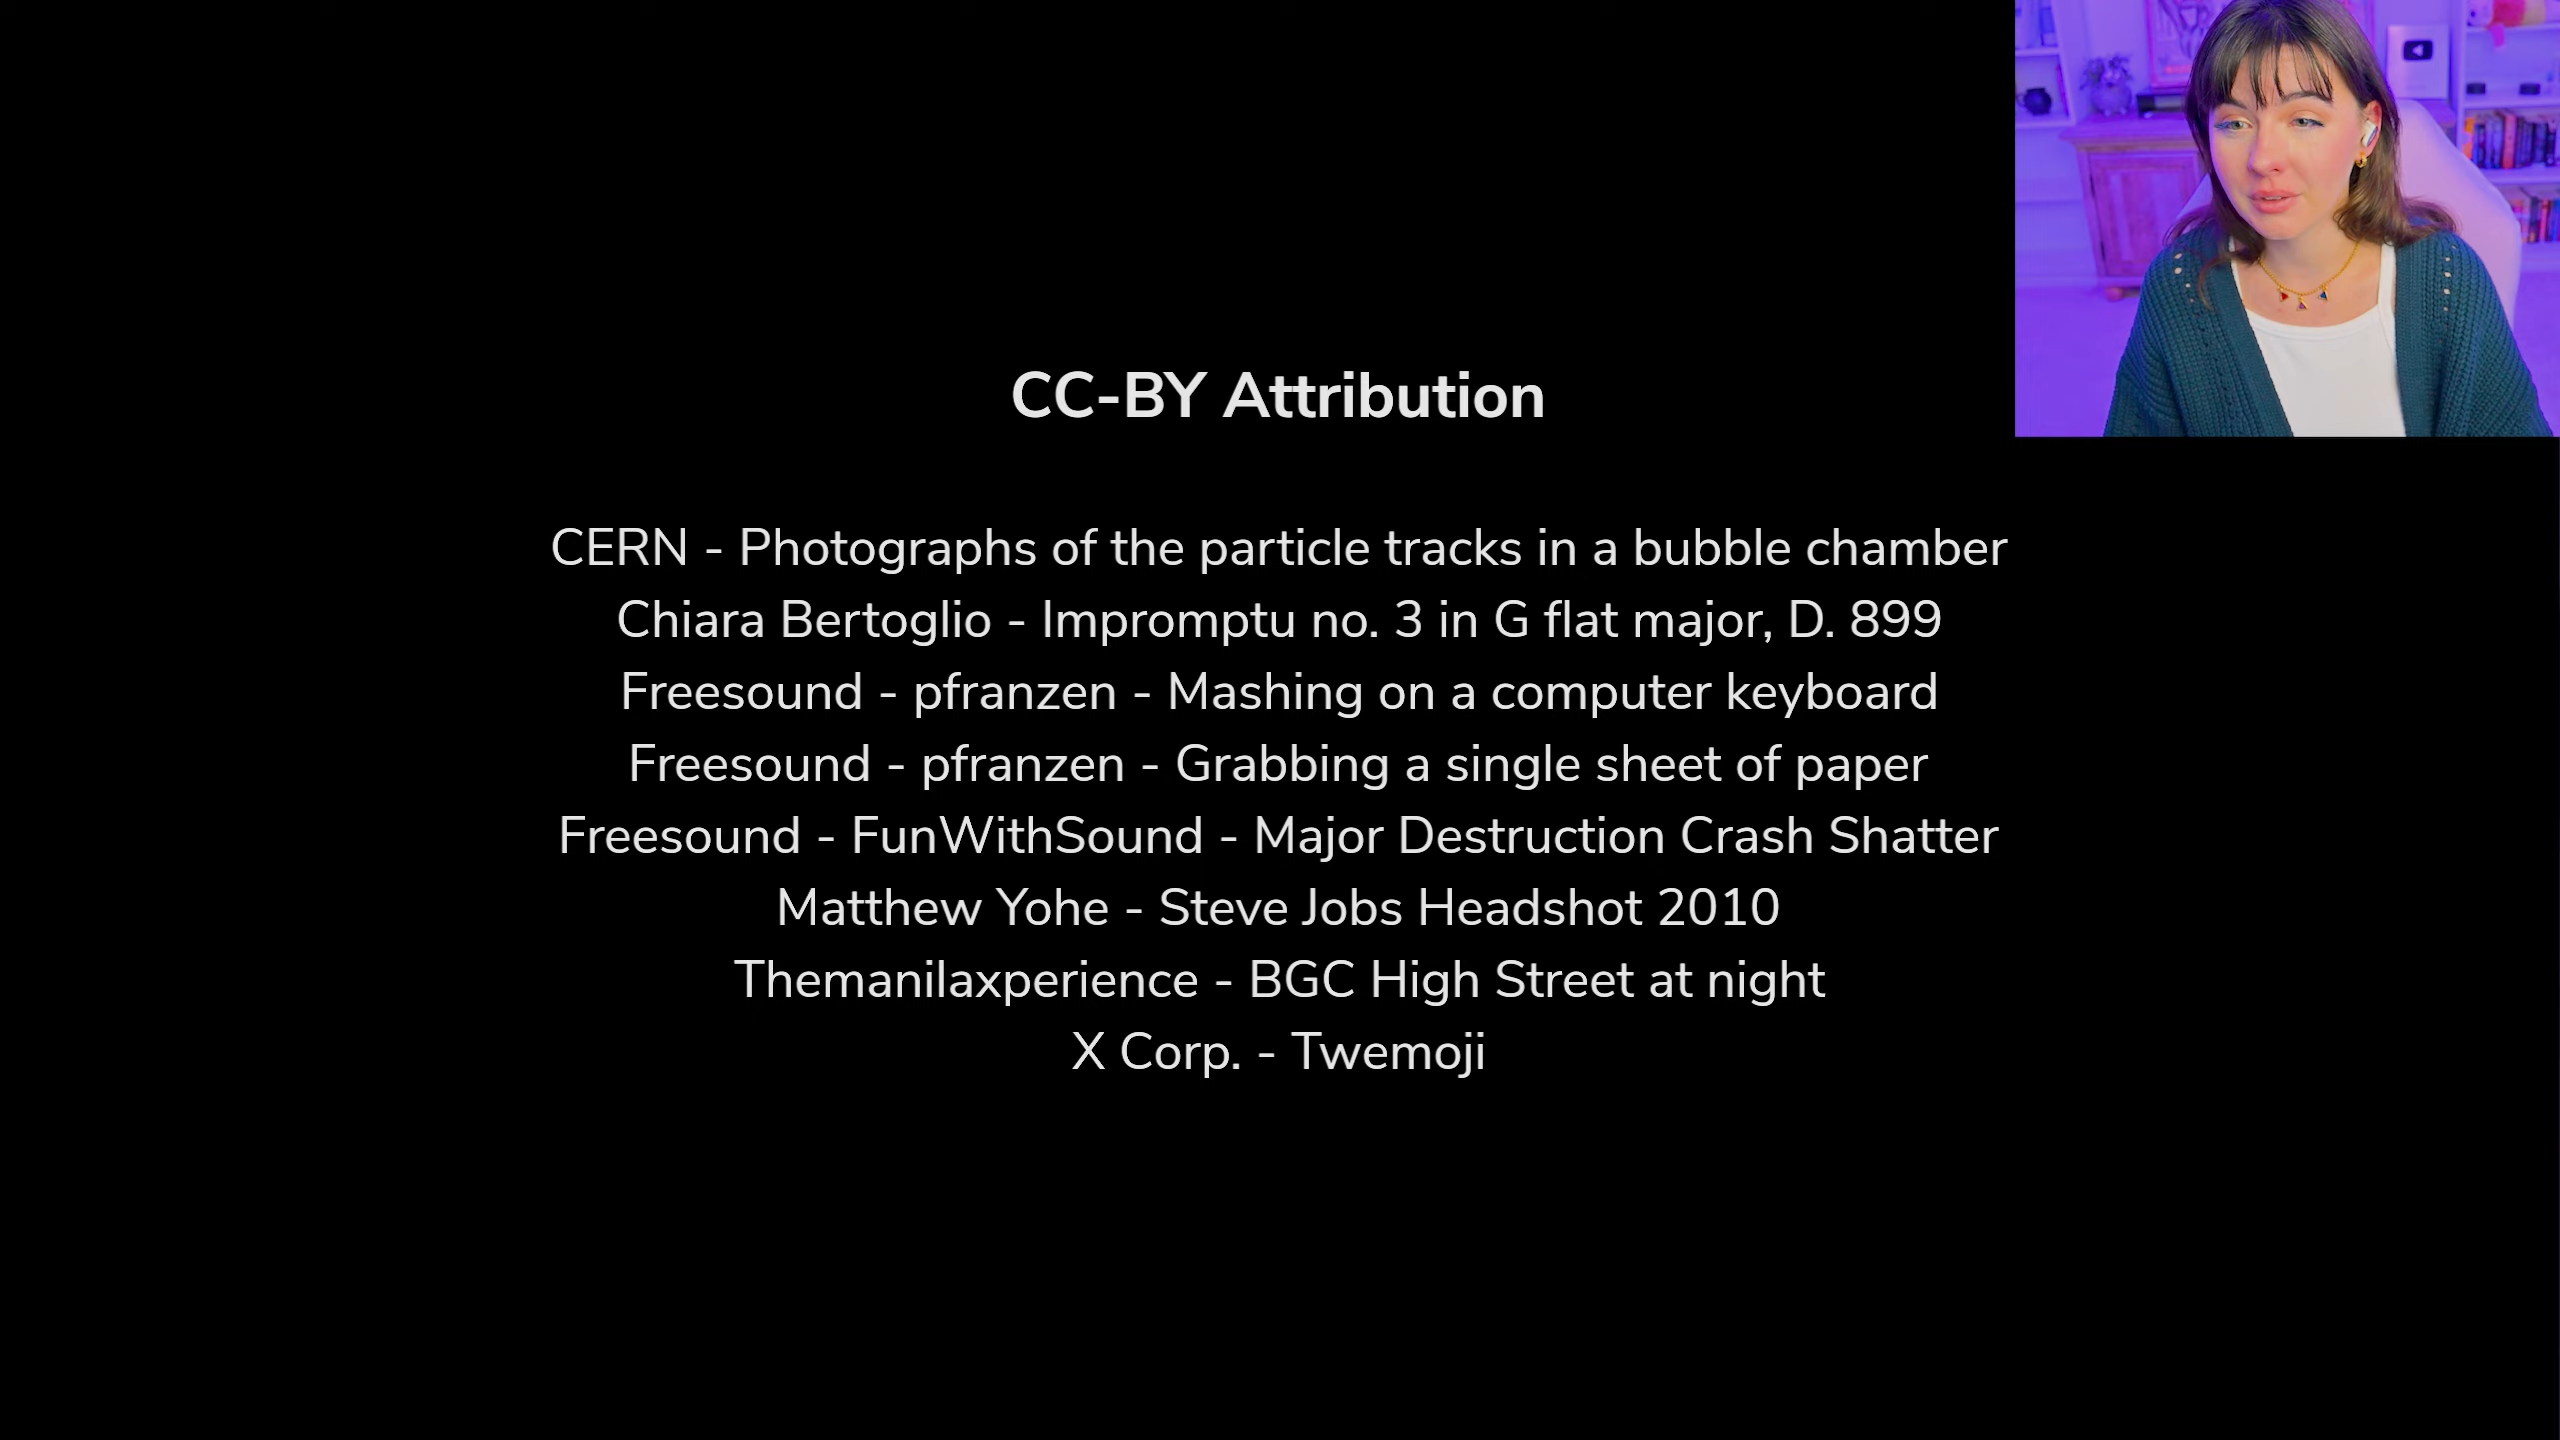 CC-BY Attribution
CERN - Photographs of the particle tracks in a bubble chamber
Chiara Bertoglio - Impromptu no. 3 in G flat major, D. 899
Freesound - pfranzen - Mashing on a computer keyboard
Freesound - pfranzen - Grabbing a single sheet of paper
Freesound - FunWithSound - Major Destruction Crash Shatter
Matthew Yohe - Steve Jobs Headshot 2010
Themanilaxperience - BGC High Street at night
X Corp. - Twemoji